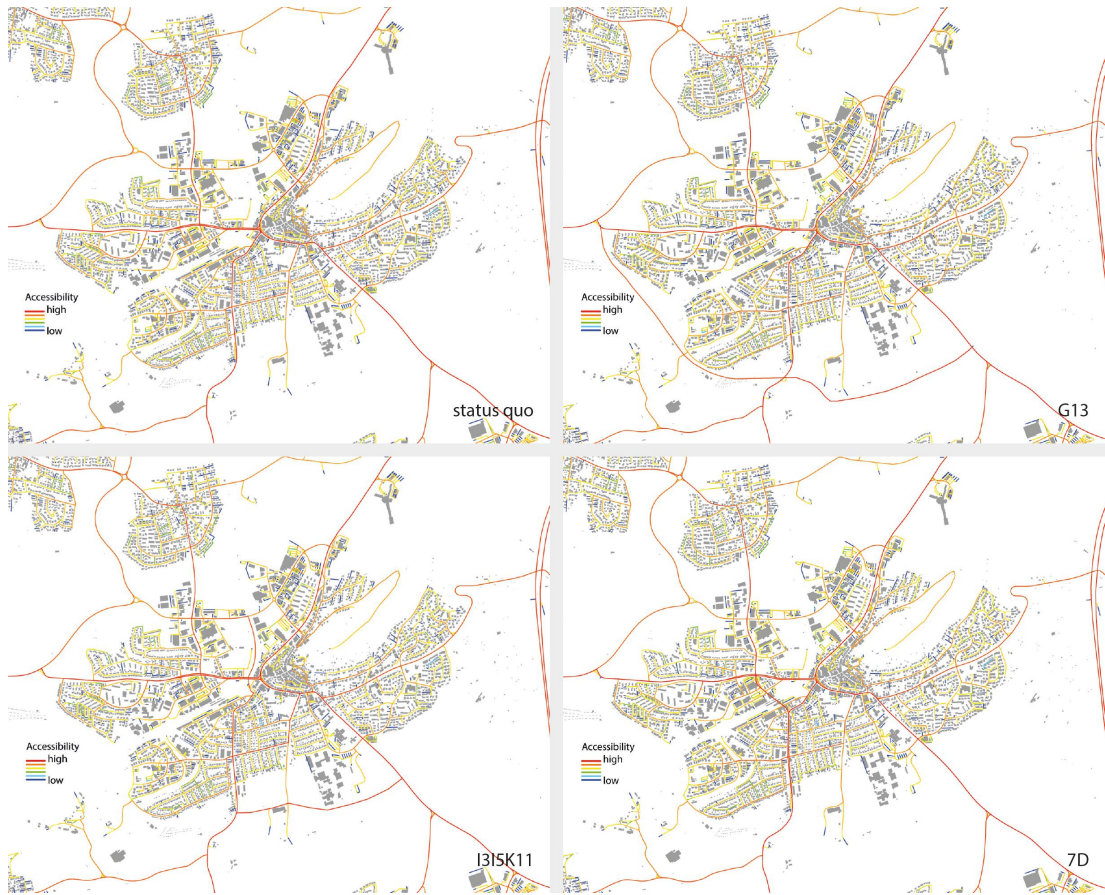 Accessibility
high
low
status quo
Accessibility
high
low
G13
Accessibility
high
low
I3I5K11
Accessibility
high
low
7D